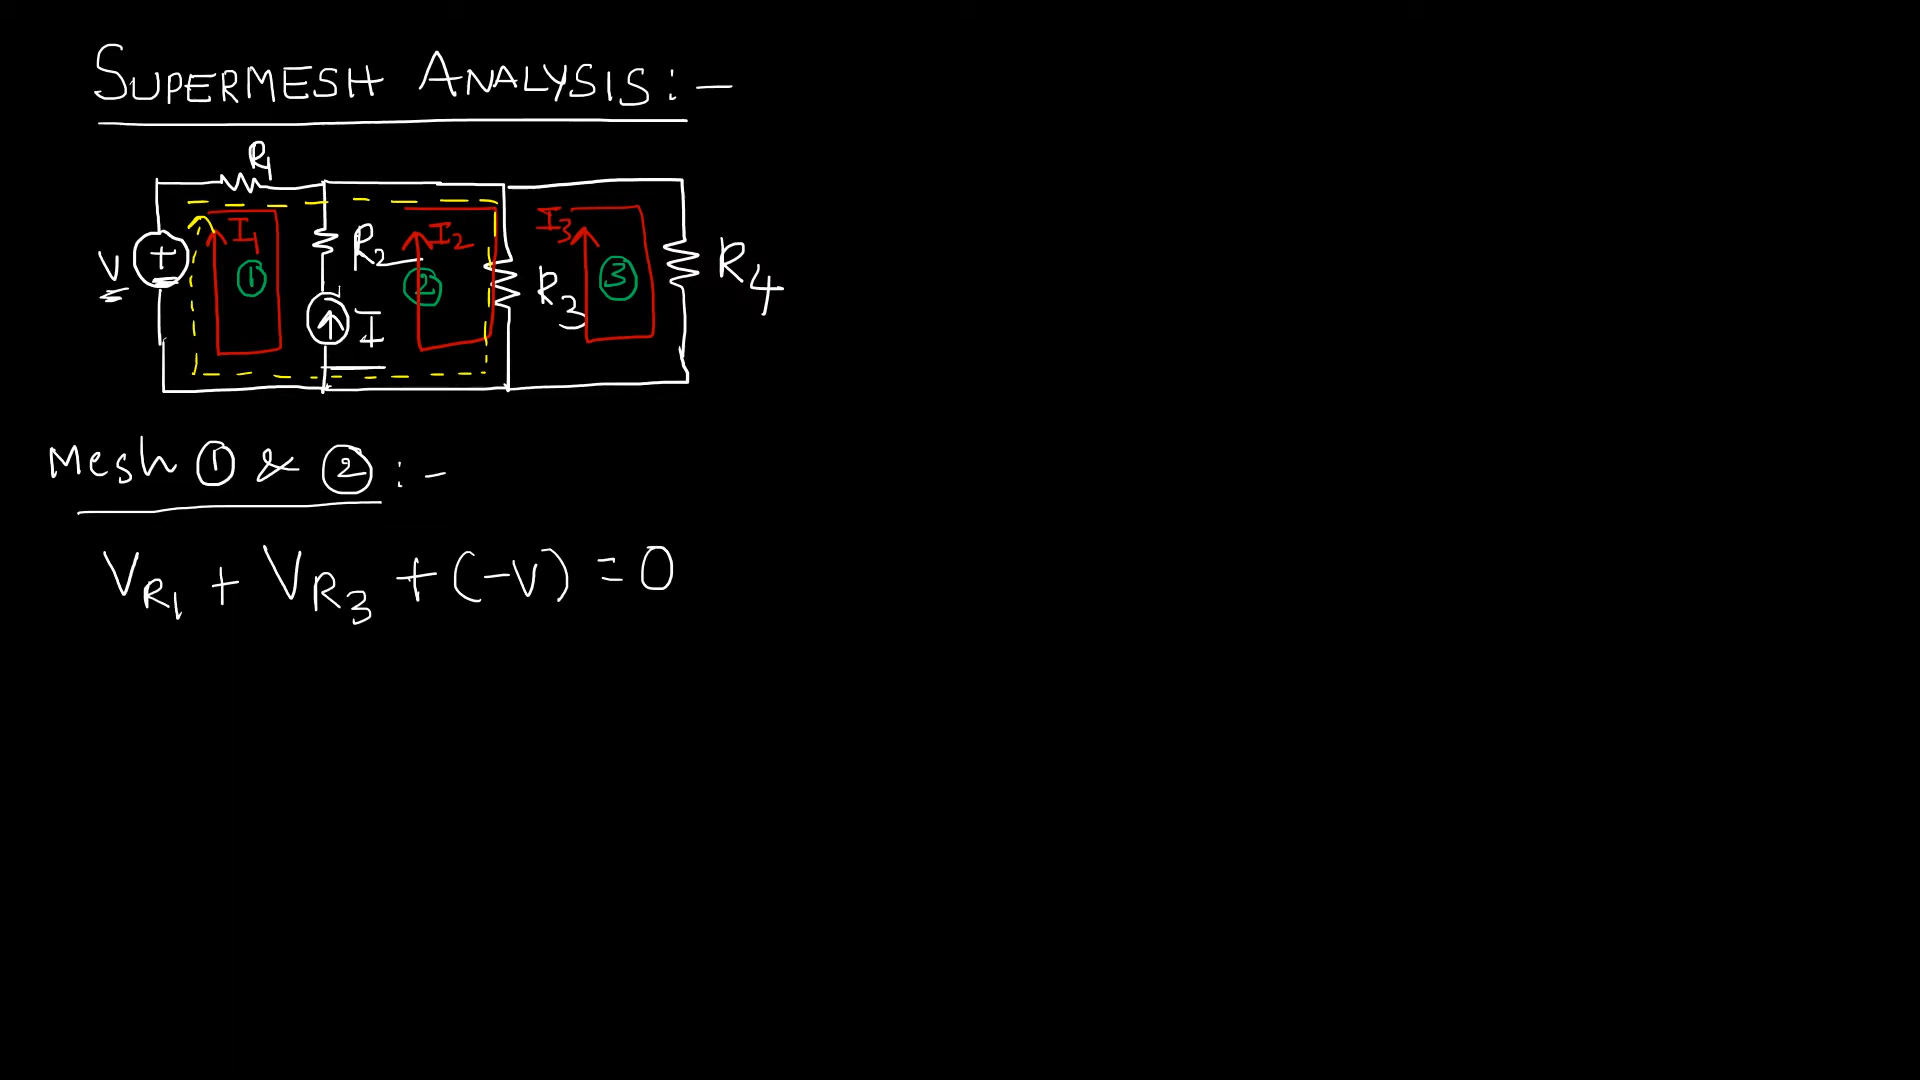 SUPERMESH ANALYSIS:-
R1
V + I1 1 R2 I I2 2 R3 I3 3 R4
Mesh ① & ② :-
VR1 + VR3 + (-V) = 0